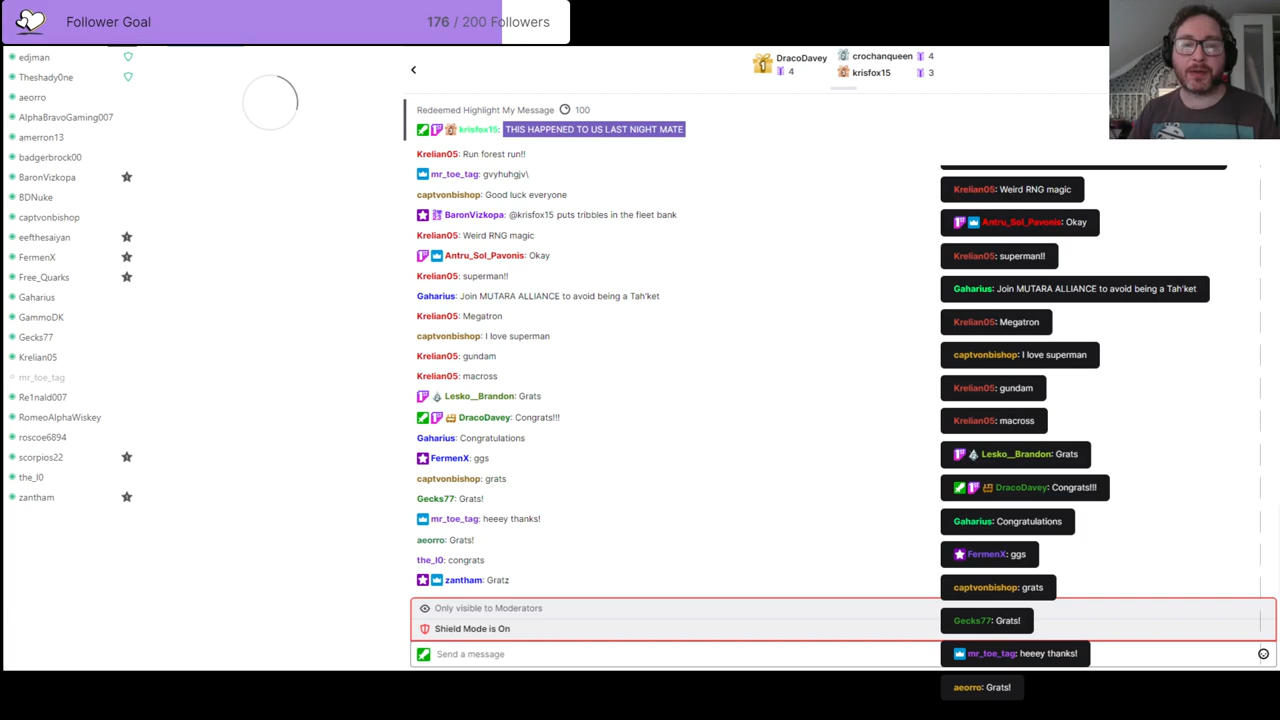 Follower Goal
176 / 200 Followers
edjman
Theshady0ne
aeorro
AlphaBravoGaming007
amerron13
badgerbrock00
BaronVizkopa
BDNuke
captvonbishop
eefthesaiyan
FermenX
Free_Quarks
Gaharius
GammoDK
Gecks77
Krelian05
mr_toe_tag
Re1nald007
RomeoAlphaWiskey
roscoe6894
scorpios22
the_l0
zantham
1 DracoDavey 4
crochanqueen 4
krisfox15 3
Redeemed Highlight My Message 100
krisfox15: THIS HAPPENED TO US LAST NIGHT MATE
Krelian05: Run forest run!!
mr_toe_tag: gvyhuhgjv\
captvonbishop: Good luck everyone
BaronVizkopa: @krisfox15 puts tribbles in the fleet bank
Krelian05: Weird RNG magic
Antru_Sol_Pavonis: Okay
Krelian05: superman!!
Gaharius: Join MUTARA ALLIANCE to avoid being a Tah'ket
Krelian05: Megatron
captvonbishop: I love superman
Krelian05: gundam
Krelian05: macross
Lesko__Brandon: Grats
DracoDavey: Congrats!!!
Gaharius: Congratulations
FermenX: ggs
captvonbishop: grats
Gecks77: Grats!
mr_toe_tag: heeey thanks!
aeorro: Grats!
the_l0: congrats
zantham: Gratz
Only visible to Moderators
Shield Mode is On
Send a message
Krelian05: Weird RNG magic
Antru_Sol_Pavonis: Okay
Krelian05: superman!!
Gaharius: Join MUTARA ALLIANCE to avoid being a Tah'ket
Krelian05: Megatron
captvonbishop: I love superman
Krelian05: gundam
Krelian05: macross
Lesko__Brandon: Grats
DracoDavey: Congrats!!!
Gaharius: Congratulations
FermenX: ggs
captvonbishop: grats
Gecks77: Grats!
mr_toe_tag: heeey thanks!
aeorro: Grats!